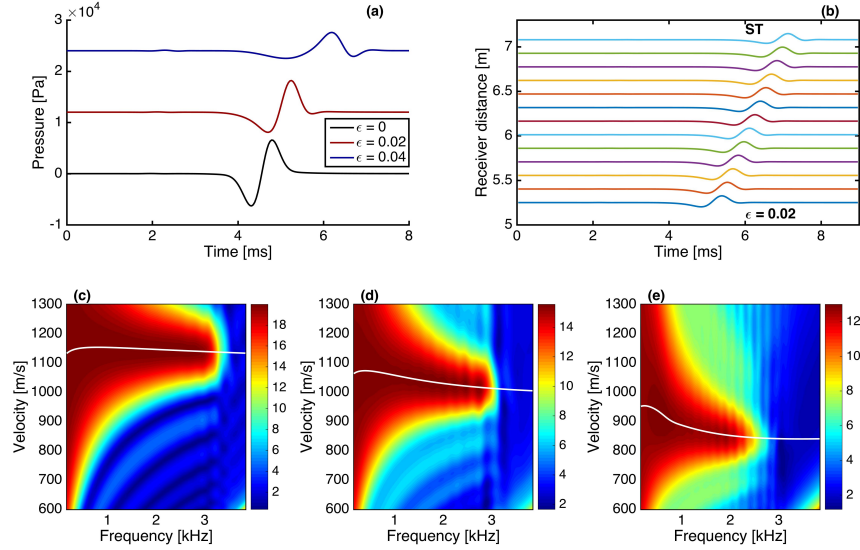 ×10⁴
(a)
3
2
1
0
-1
Pressure [Pa]
ϵ = 0
ϵ = 0.02
ϵ = 0.04
0 2 4 6 8
Time [ms]
(b)
ST
7
6.5
6
5.5
5
Receiver distance [m]
ϵ = 0.02
0 2 4 6 8
Time [ms]
(c)
1300
1200
1100
1000
900
800
700
600
Velocity [m/s]
1 2 3
Frequency [kHz]
18
16
14
12
10
8
6
4
2
(d)
1300
1200
1100
1000
900
800
700
600
Velocity [m/s]
1 2 3
Frequency [kHz]
14
12
10
8
6
4
2
(e)
1300
1200
1100
1000
900
800
700
600
Velocity [m/s]
1 2 3
Frequency [kHz]
12
10
8
6
4
2